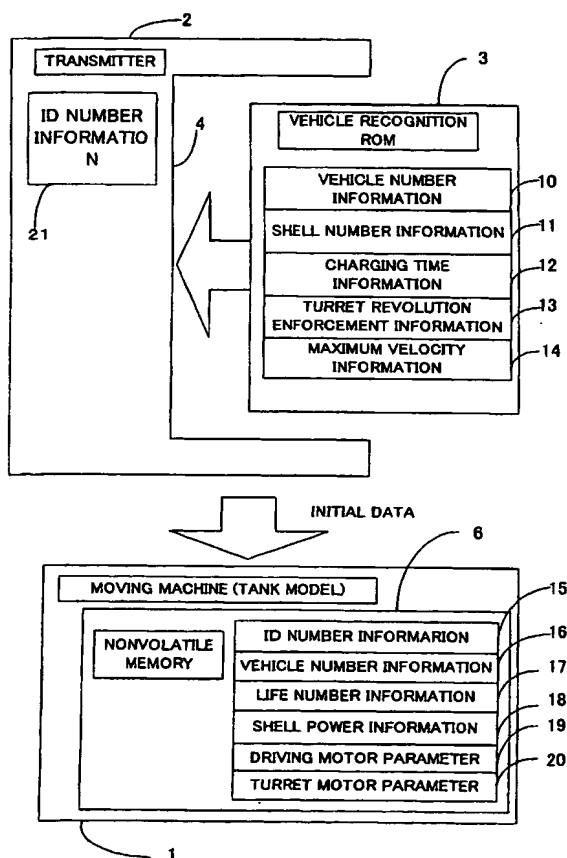 2
TRANSMITTER
3
ID NUMBER
INFORMATIO
N
4
VEHICLE RECOGNITION
ROM
21
VEHICLE NUMBER
INFORMATION
10
SHELL NUMBER INFORMATION
11
CHARGING TIME
INFORMATION
12
TURRET REVOLUTION
ENFORCEMENT INFORMATION
13
MAXIMUM VELOCITY
INFORMATION
14
INITIAL DATA
6
MOVING MACHINE (TANK MODEL)
15
NONVOLATILE
MEMORY
ID NUMBER INFORMARION
16
VEHICLE NUMBER INFORMATION
17
LIFE NUMBER INFORMATION
18
SHELL POWER INFORMATION
19
DRIVING MOTOR PARAMETER
20
TURRET MOTOR PARAMETER
1